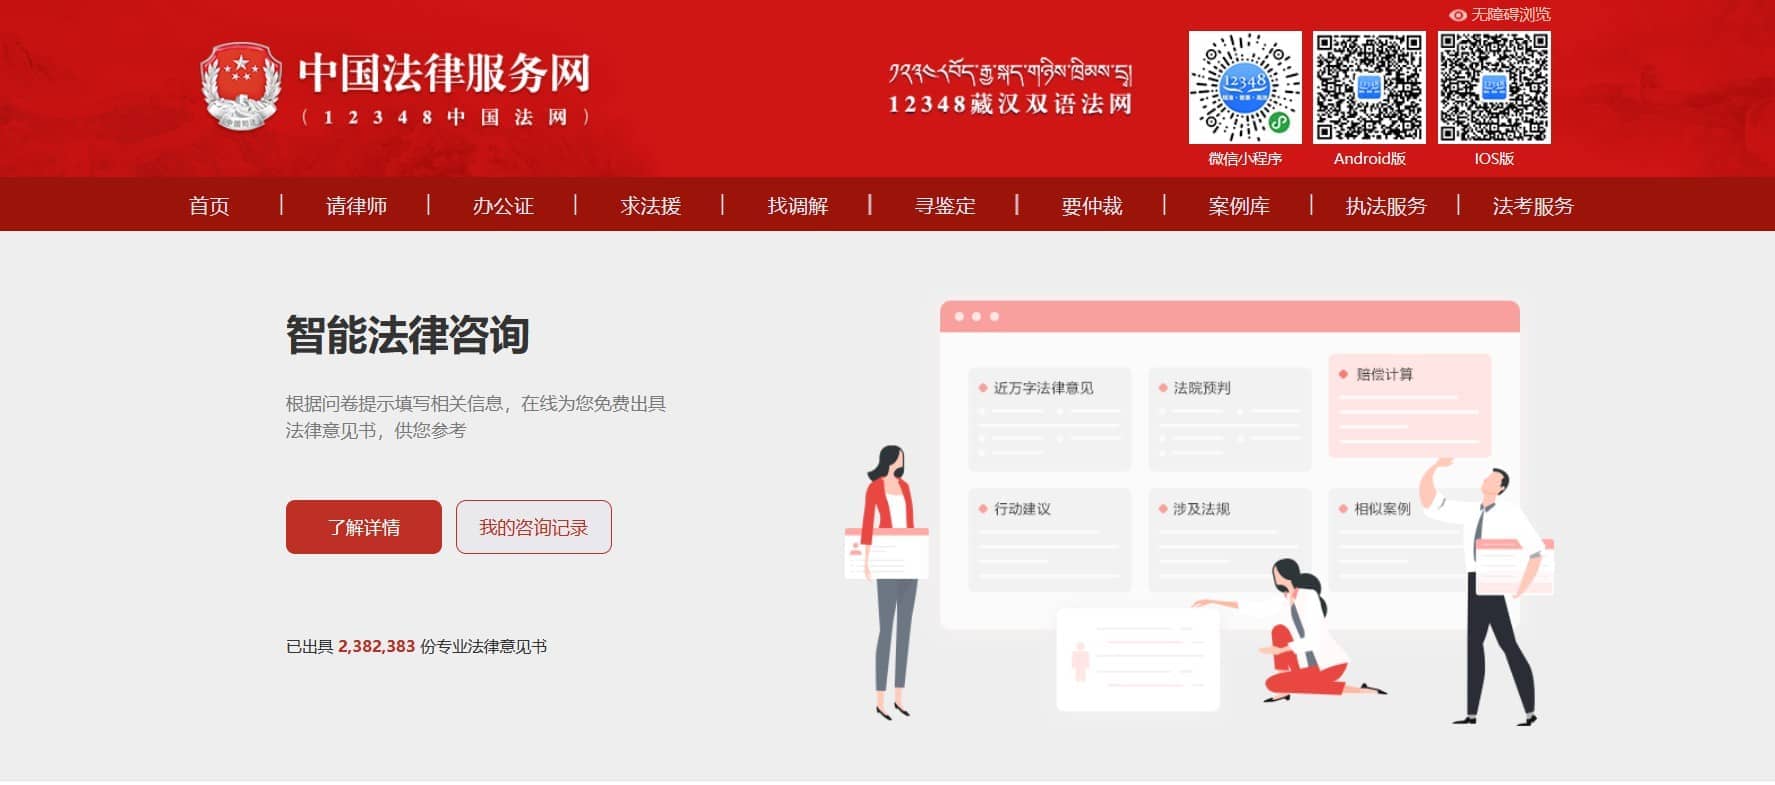 无障碍浏览
中国法律服务网
(12348中国法网)
༡༢༣༤༨བོད་རྒྱ་སྐད་གཉིས་ཁྲིམས་དྲྭ།
12348藏汉双语法网
12348
12348
12348
微信小程序
Android版
IOS版
首页 | 请律师 | 办公证 | 求法援 | 找调解 | 寻鉴定 | 要仲裁 | 案例库 | 执法服务 | 法考服务
智能法律咨询
根据问卷提示填写相关信息，在线为您免费出具
法律意见书，供您参考
了解详情
我的咨询记录
已出具 2,382,383 份专业法律意见书
近万字法律意见
法院预判
赔偿计算
行动建议
涉及法规
相似案例